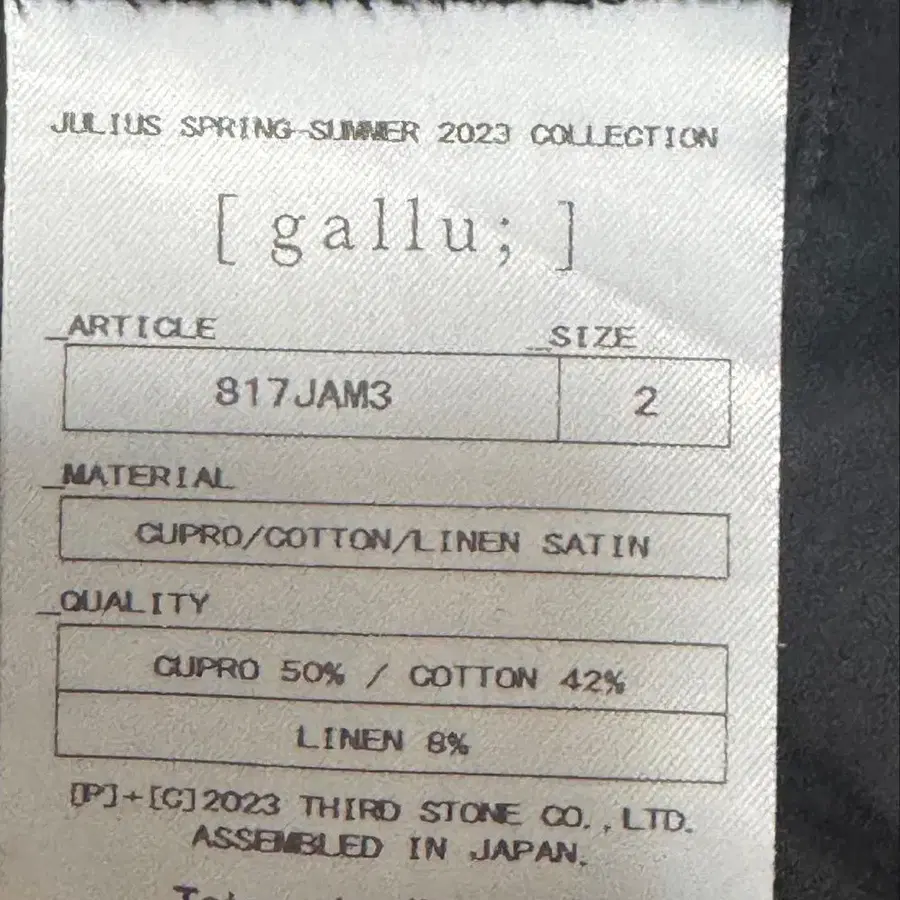 JULIUS SPRING-SUMMER 2023 COLLECTION
[ gallu; ]
_ARTICLE _SIZE
817JAM3 2
_MATERIAL
CUPRO/COTTON/LINEN SATIN
_QUALITY
CUPRO 50% / COTTON 42%
LINEN 8%
[P]+[C]2023 THIRD STONE CO.,LTD.
ASSEMBLED IN JAPAN.